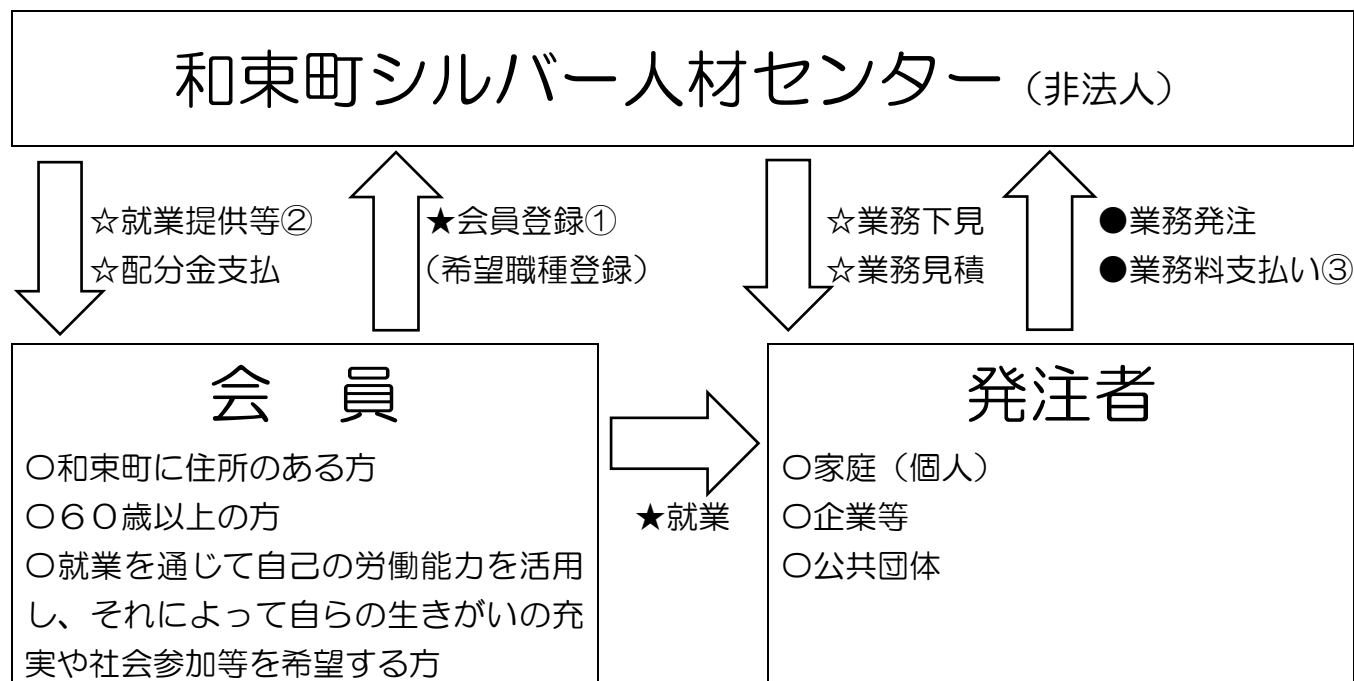 和束町シルバー人材センター（非法人）
☆就業提供等②
☆配分金支払
★会員登録①
（希望職種登録）
☆業務下見
☆業務見積
●業務発注
●業務料支払い③
会　員
〇和束町に住所のある方
〇６０歳以上の方
〇就業を通じて自己の労働能力を活用
し、それによって自らの生きがいの充
実や社会参加等を希望する方
★就業
発注者
〇家庭（個人）
〇企業等
〇公共団体